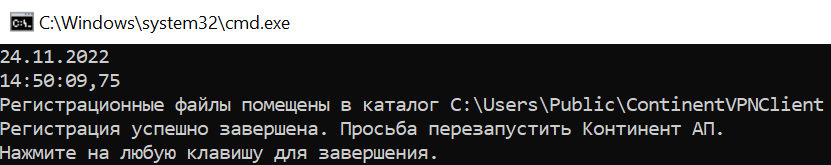 C:\Windows\system32\cmd.exe
24.11.2022
14:50:09,75
Регистрационные файлы помещены в каталог C:\Users\Public\ContinentVPNClient
Регистрация успешно завершена. Просьба перезапустить Континент АП.
Нажмите на любую клавишу для завершения.